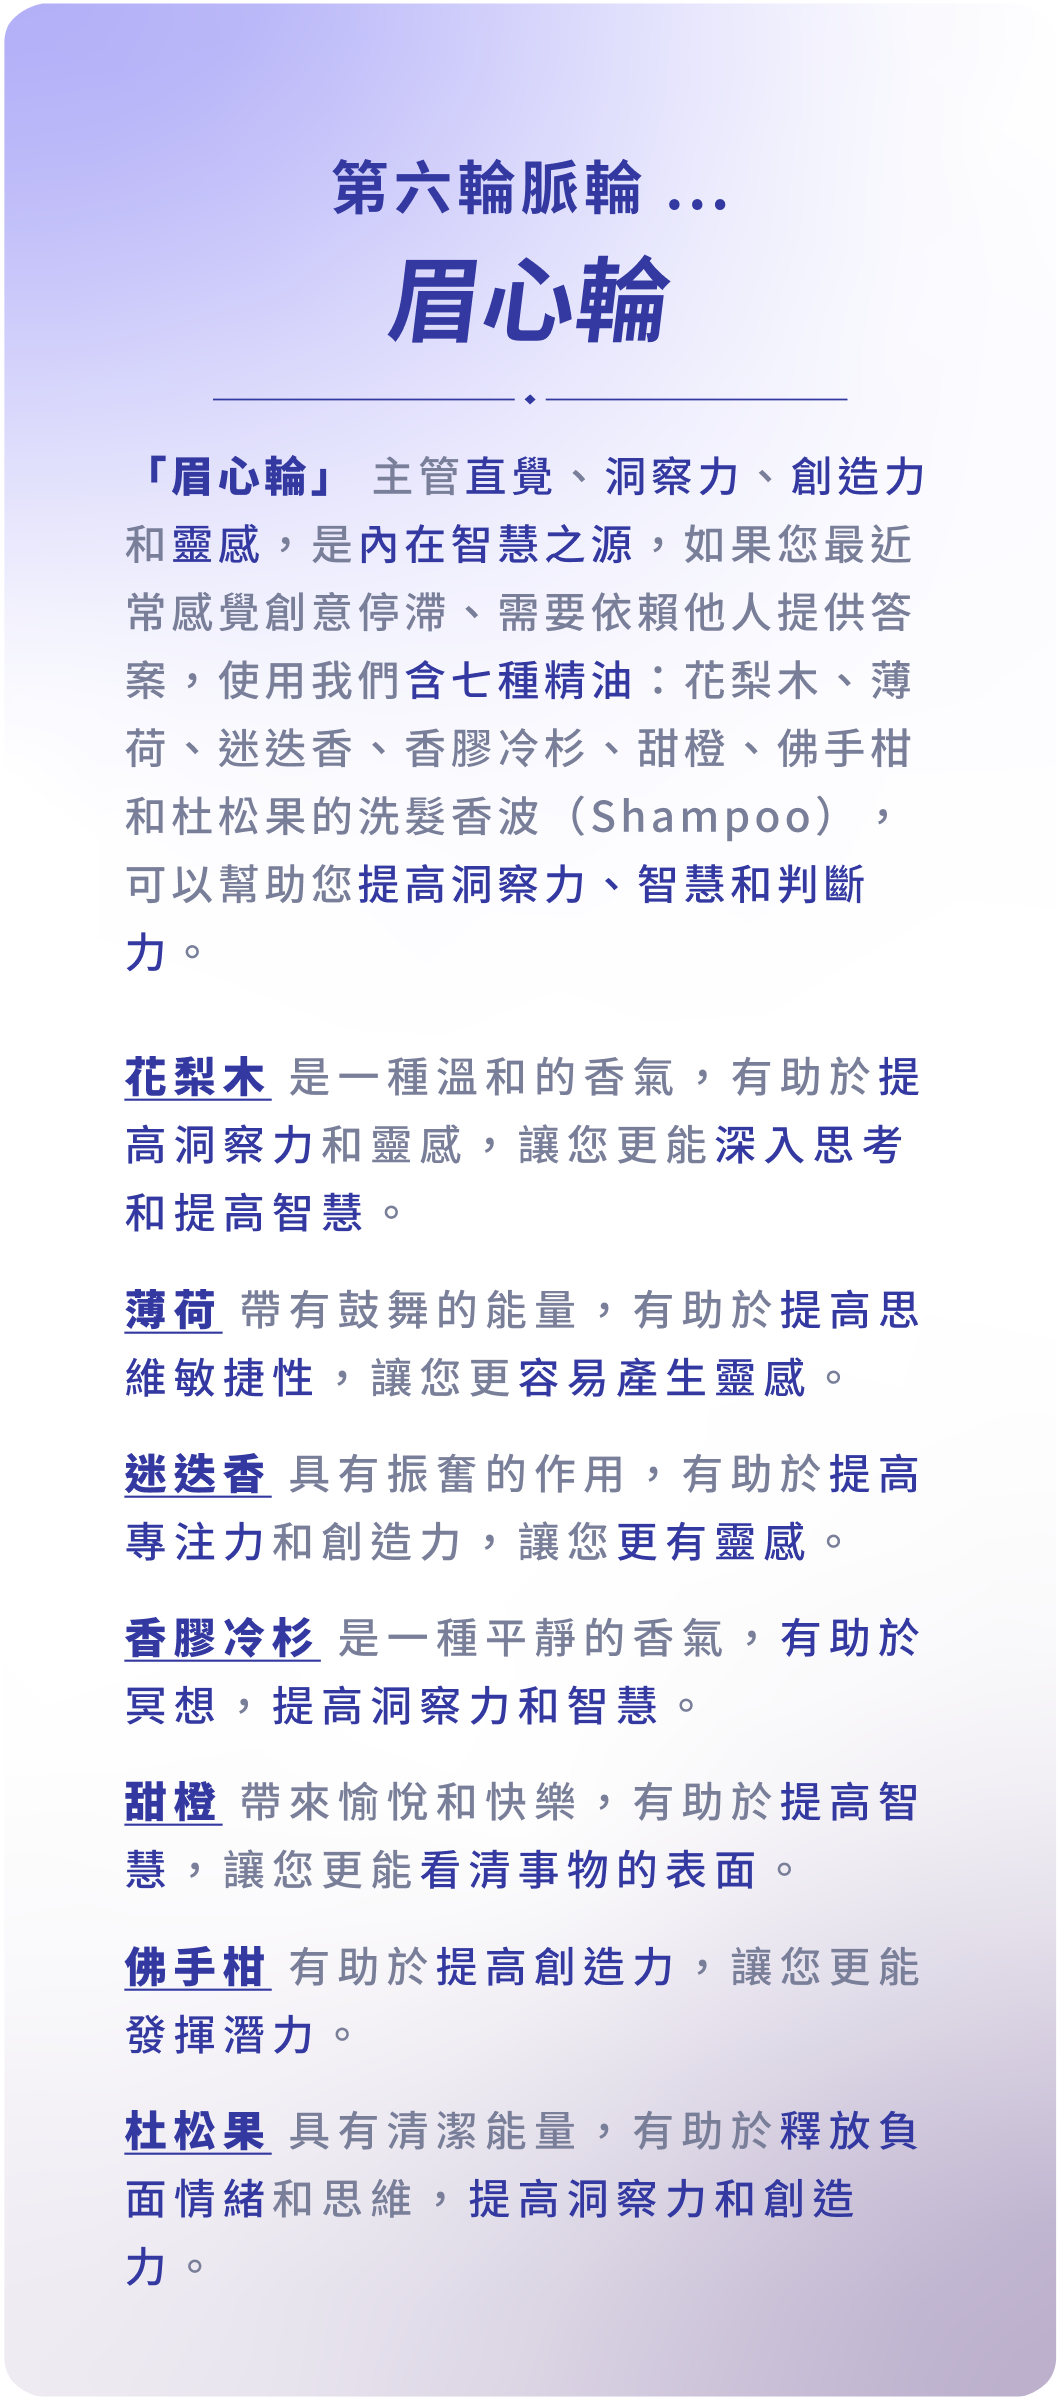 第六輪脈輪 ...
眉心輪
「眉心輪」 主管直覺、洞察力、創造力
和靈感，是內在智慧之源，如果您最近
常感覺創意停滯、需要依賴他人提供答
案，使用我們含七種精油：花梨木、薄
荷、迷迭香、香膠冷杉、甜橙、佛手柑
和杜松果的洗髮香波（Shampoo），
可以幫助您提高洞察力、智慧和判斷
力。
花梨木 是一種溫和的香氣，有助於提
高洞察力和靈感，讓您更能深入思考
和提高智慧。
薄荷 帶有鼓舞的能量，有助於提高思
維敏捷性，讓您更容易產生靈感。
迷迭香 具有振奮的作用，有助於提高
專注力和創造力，讓您更有靈感。
香膠冷杉 是一種平靜的香氣，有助於
冥想，提高洞察力和智慧。
甜橙 帶來愉悅和快樂，有助於提高智
慧，讓您更能看清事物的表面。
佛手柑 有助於提高創造力，讓您更能
發揮潛力。
杜松果 具有清潔能量，有助於釋放負
面情緒和思維，提高洞察力和創造
力。